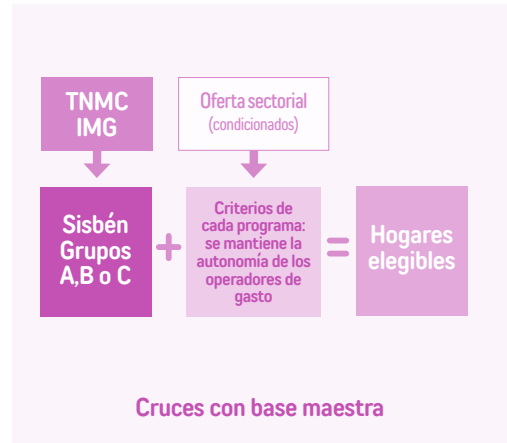 TNMC
IMG
Oferta sectorial
(condicionados)
Sisbén
Grupos
A,B o C
+
Criterios de
cada programa:
se mantiene la
autonomía de los
operadores de
gasto
=
Hogares
elegibles
Cruces con base maestra